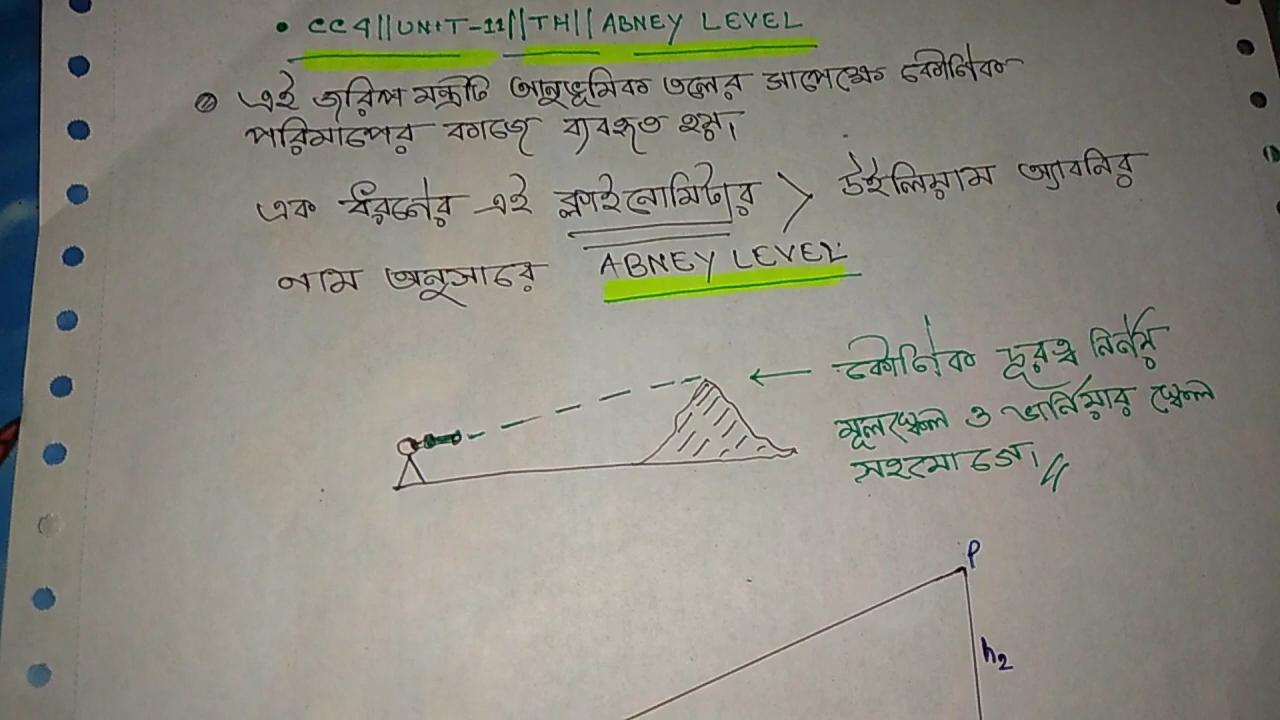 • CC4||UNIT-11||TH||ABNEY LEVEL
এই জরিপ যন্ত্রটি আনুভূমিক তলের সাপেক্ষে কৌণিক
পরিমাপের কাজে ব্যবহৃত হয়।
এক ধরনের এই ক্লাইনোমিটার > উইলিয়াম অ্যাবনির
নাম অনুসারে ABNEY LEVEL
← কৌণিক দূরত্ব নির্ণয়
মূলস্কেল ও ভার্নিয়ার স্কেল
সহযোগে।
P
h₂